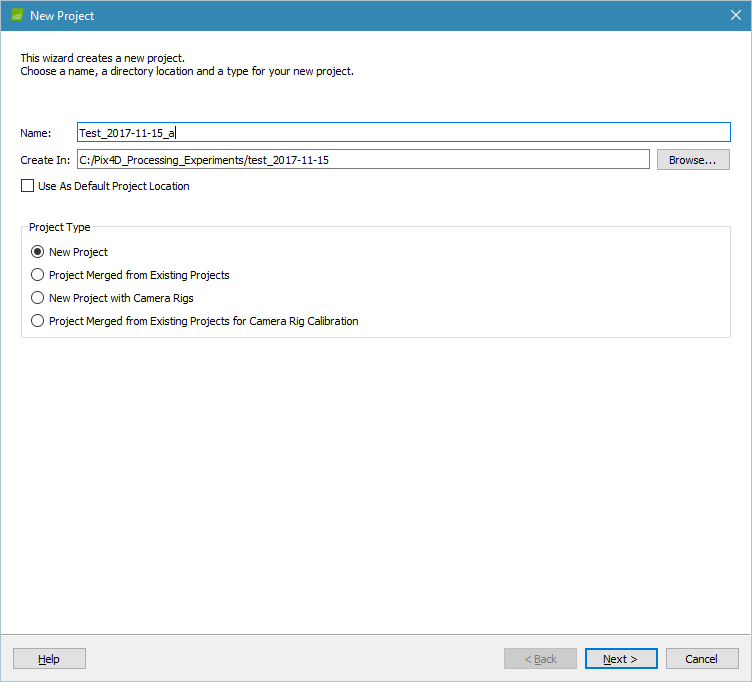 New Project
This wizard creates a new project.
Choose a name, a directory location and a type for your new project.
Name: Test_2017-11-15_a
Create In: C:/Pix4D_Processing_Experiments/test_2017-11-15 Browse...
Use As Default Project Location
Project Type
New Project
Project Merged from Existing Projects
New Project with Camera Rigs
Project Merged from Existing Projects for Camera Rig Calibration
Help < Back Next > Cancel